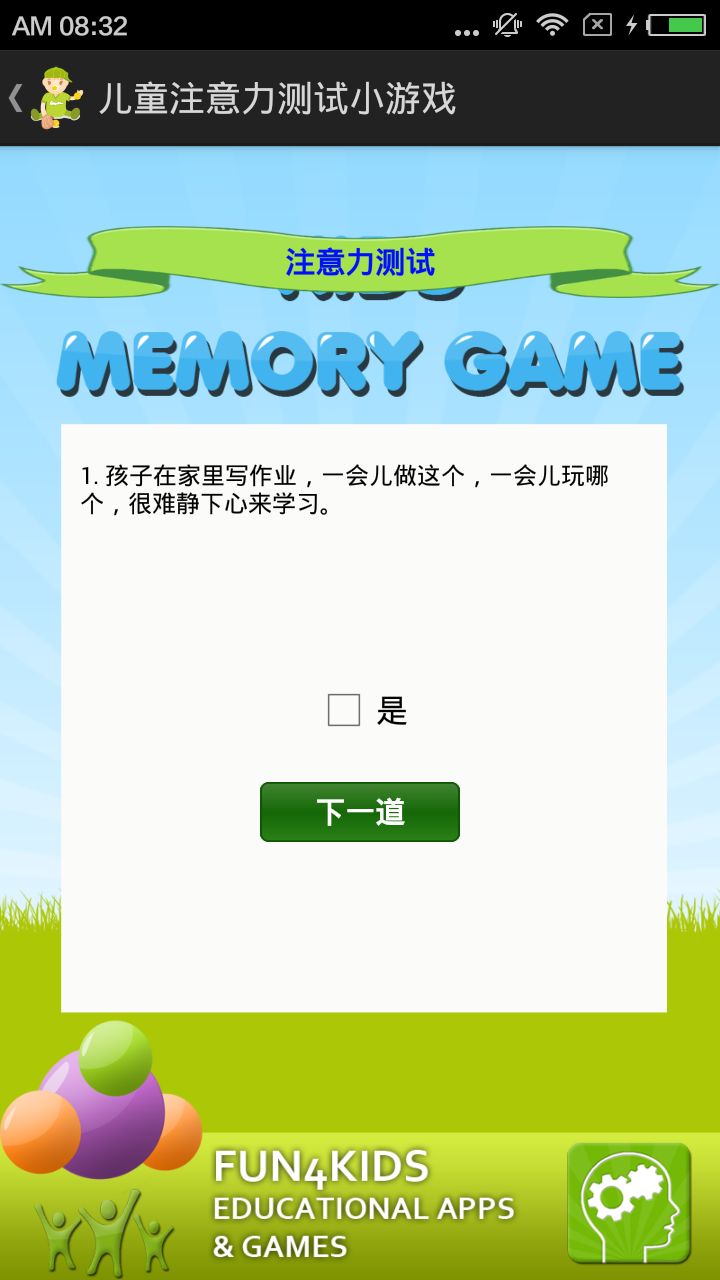 AM 08:32
儿童注意力测试小游戏
注意力测试
MEMORY GAME
1. 孩子在家里写作业，一会儿做这个，一会儿玩哪
个，很难静下心来学习。
是
下一道
FUN4KIDS
EDUCATIONAL APPS
& GAMES